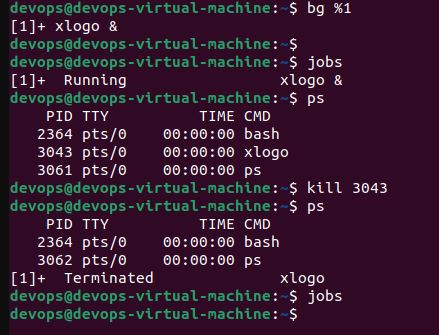 devops@devops-virtual-machine:~$ bg %1
[1]+ xlogo &
devops@devops-virtual-machine:~$
devops@devops-virtual-machine:~$ jobs
[1]+  Running                 xlogo &
devops@devops-virtual-machine:~$ ps
    PID TTY          TIME CMD
   2364 pts/0    00:00:00 bash
   3043 pts/0    00:00:00 xlogo
   3061 pts/0    00:00:00 ps
devops@devops-virtual-machine:~$ kill 3043
devops@devops-virtual-machine:~$ ps
    PID TTY          TIME CMD
   2364 pts/0    00:00:00 bash
   3062 pts/0    00:00:00 ps
[1]+  Terminated              xlogo
devops@devops-virtual-machine:~$ jobs
devops@devops-virtual-machine:~$